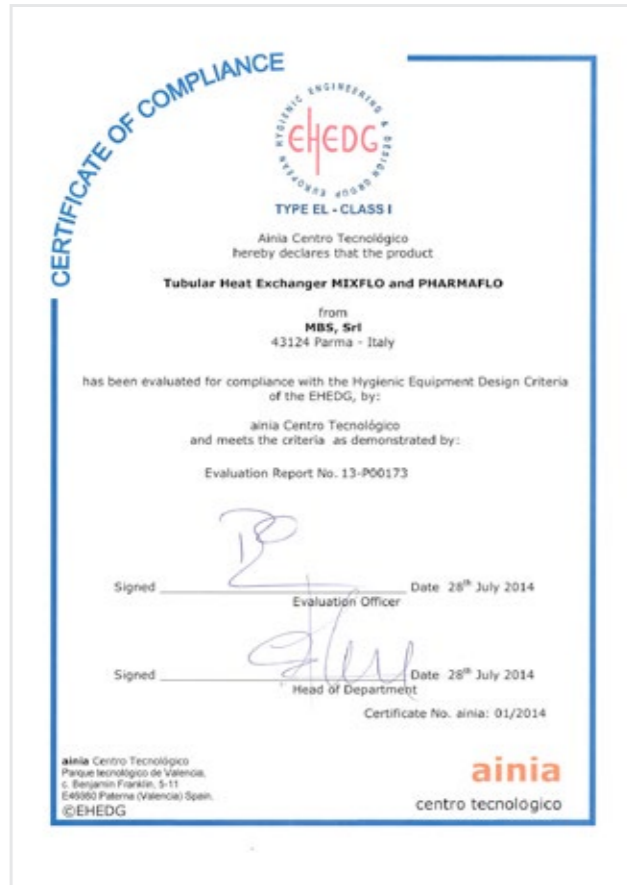 CERTIFICATE OF COMPLIANCE
EUROPEAN HYGIENIC ENGINEERING & DESIGN GROUP
EHEDG
TYPE EL - CLASS I
Ainia Centro Tecnológico
hereby declares that the product
Tubular Heat Exchanger MIXFLO and PHARMAFLO
from
MBS, Srl
43124 Parma - Italy
has been evaluated for compliance with the Hygienic Equipment Design Criteria
of the EHEDG, by:
ainia Centro Tecnológico
and meets the criteria as demonstrated by:
Evaluation Report No. 13-P00173
Signed Date 28th July 2014
Evaluation Officer
Signed Date 28th July 2014
Head of Department
Certificate No. ainia: 01/2014
ainia Centro Tecnológico
Parque tecnológico de Valencia,
c. Benjamin Franklin, 5-11
E46980 Paterna (Valencia) Spain.
©EHEDG
ainia
centro tecnológico